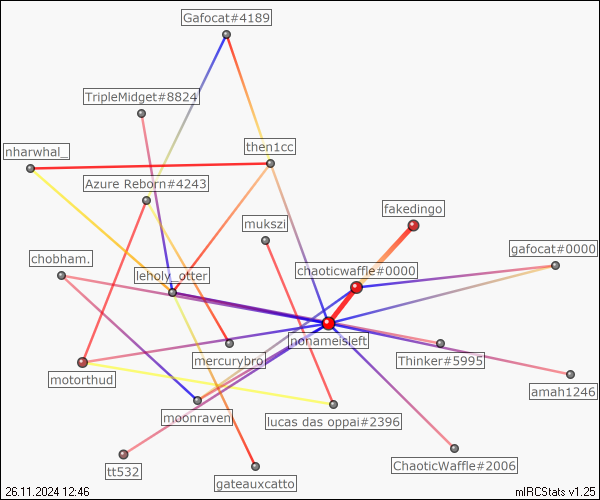 Gafocat#4189
TripleMidget#8824
nharwhal_
then1cc
Azure Reborn#4243
fakedingo
mukszi
gafocat#0000
chobham.
chaoticwaffle#0000
leholy_otter
nonameisleft
mercurybro
Thinker#5995
motorthud
amah1246
moonraven
lucas das oppai#2396
tt532
ChaoticWaffle#2006
gateauxcatto
26.11.2024 12:46
mIRCStats v1.25